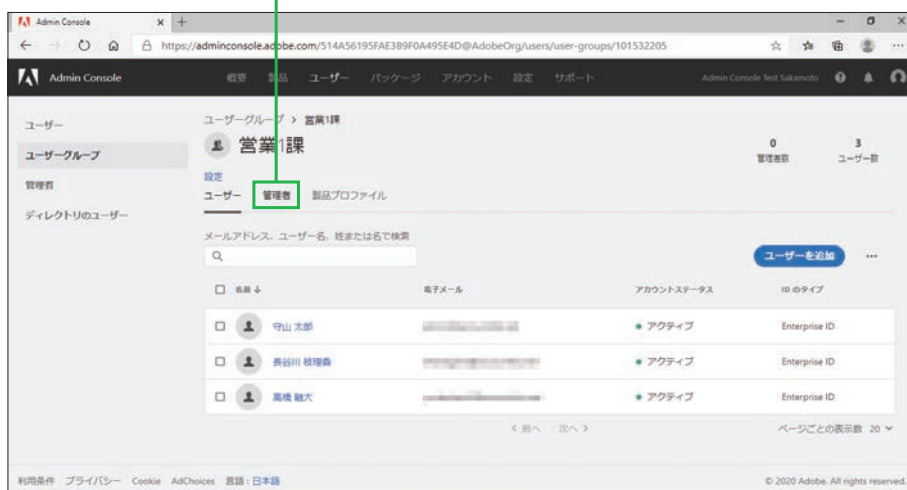 Admin Console
https://adminconsole.adobe.com/514A56195FAE3B9F0A495E4D@AdobeOrg/users/user-groups/101532205
Admin Console 概要 製品 ユーザー パッケージ アカウント 設定 サポート Admin Console Test Sakamoto
ユーザー
ユーザーグループ
管理者
ディレクトリのユーザー
ユーザーグループ > 営業1課
営業1課
0
管理者数
3
ユーザー数
設定
ユーザー 管理者 製品プロファイル
メールアドレス、ユーザー名、姓または名で検索
ユーザーを追加
名前 電子メール アカウントステータス ID のタイプ
守山 太郎 アクティブ Enterprise ID
長谷川 枝理香 アクティブ Enterprise ID
高橋 融大 アクティブ Enterprise ID
< 前へ 次へ > ページごとの表示数 20
利用条件 プライバシー Cookie AdChoices 言語 : 日本語 © 2020 Adobe. All rights reserved.